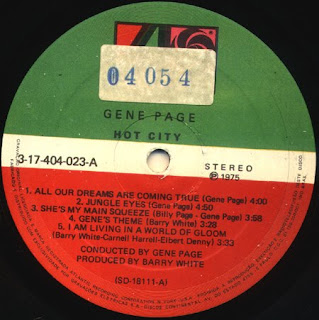 04054
GENE PAGE
HOT CITY
3-17-404-023-A
STEREO
Ⓟ 1975
1. ALL OUR DREAMS ARE COMING TRUE (Gene Page) 4:00
2. JUNGLE EYES (Gene Page) 4:50
3. SHE'S MY MAIN SQUEEZE (Billy Page - Gene Page) 3:58
4. GENE'S THEME (Barry White) 3:28
5. I AM LIVING IN A WORLD OF GLOOM
(Barry White-Carnell Harrell-Elbert Denny) 3:33
CONDUCTED BY GENE PAGE
PRODUCED BY BARRY WHITE
(SD-18111-A)